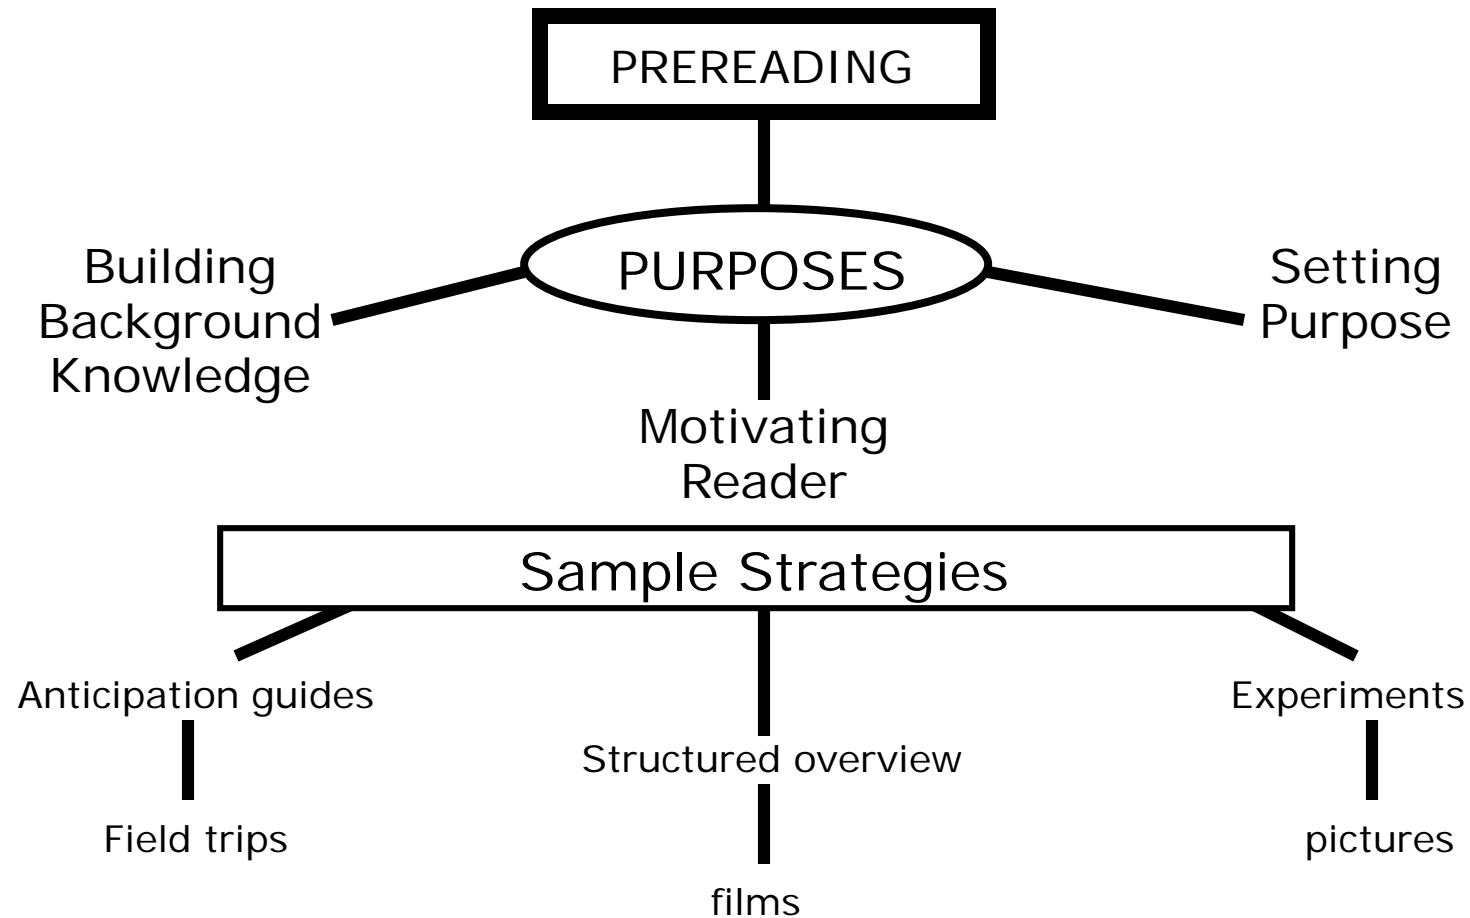 PREREADING
PURPOSES
Building
Background
Knowledge
Setting
Purpose
Motivating
Reader
Sample Strategies
Anticipation guides
Experiments
Structured overview
Field trips
pictures
films